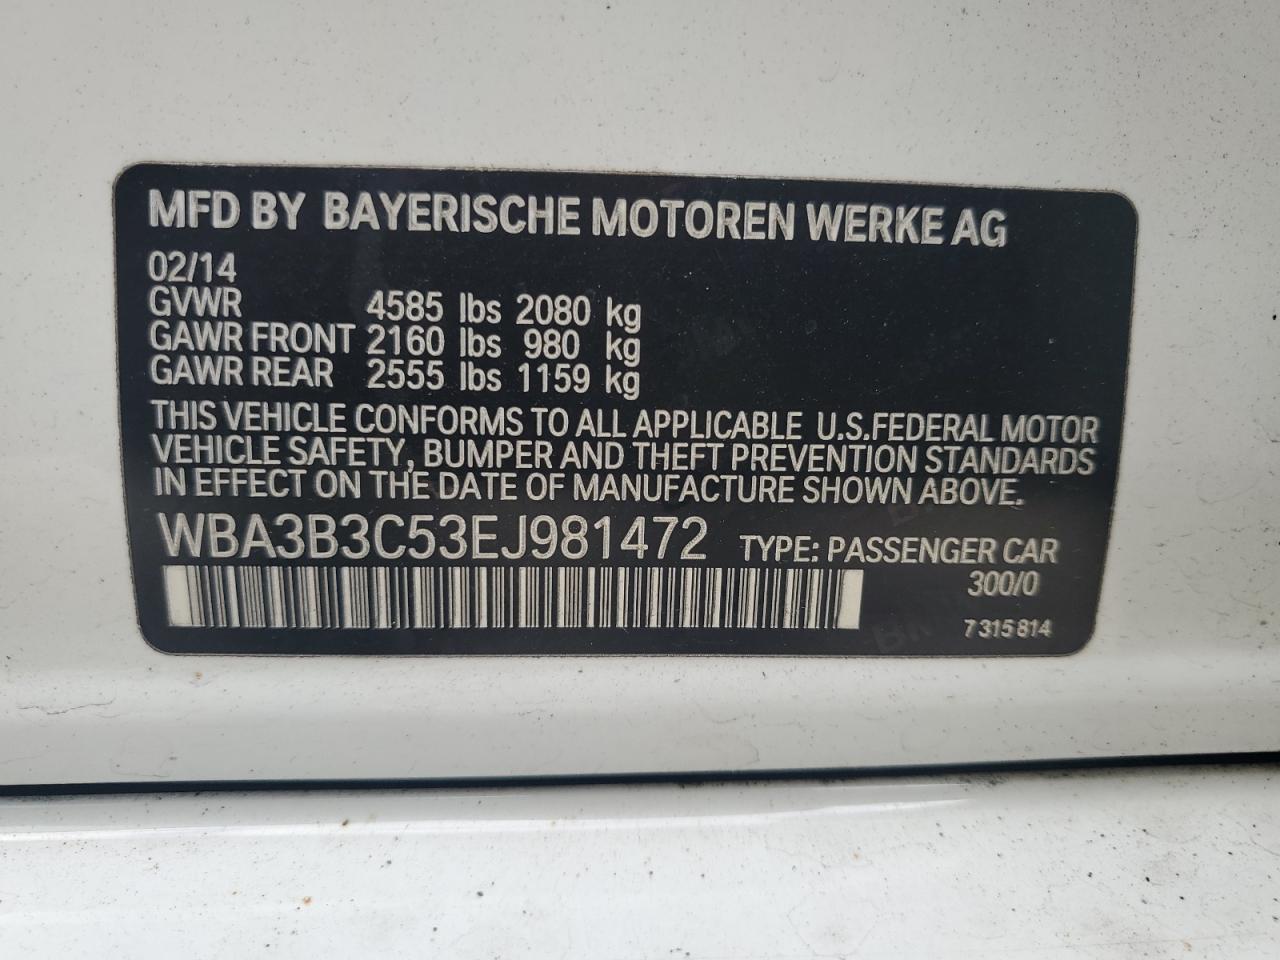 MFD BY BAYERISCHE MOTOREN WERKE AG
02/14
GVWR 4585 lbs 2080 kg
GAWR FRONT 2160 lbs 980 kg
GAWR REAR 2555 lbs 1159 kg
THIS VEHICLE CONFORMS TO ALL APPLICABLE U.S.FEDERAL MOTOR
VEHICLE SAFETY, BUMPER AND THEFT PREVENTION STANDARDS
IN EFFECT ON THE DATE OF MANUFACTURE SHOWN ABOVE.
WBA3B3C53EJ981472 TYPE: PASSENGER CAR
300/0
7 315 814